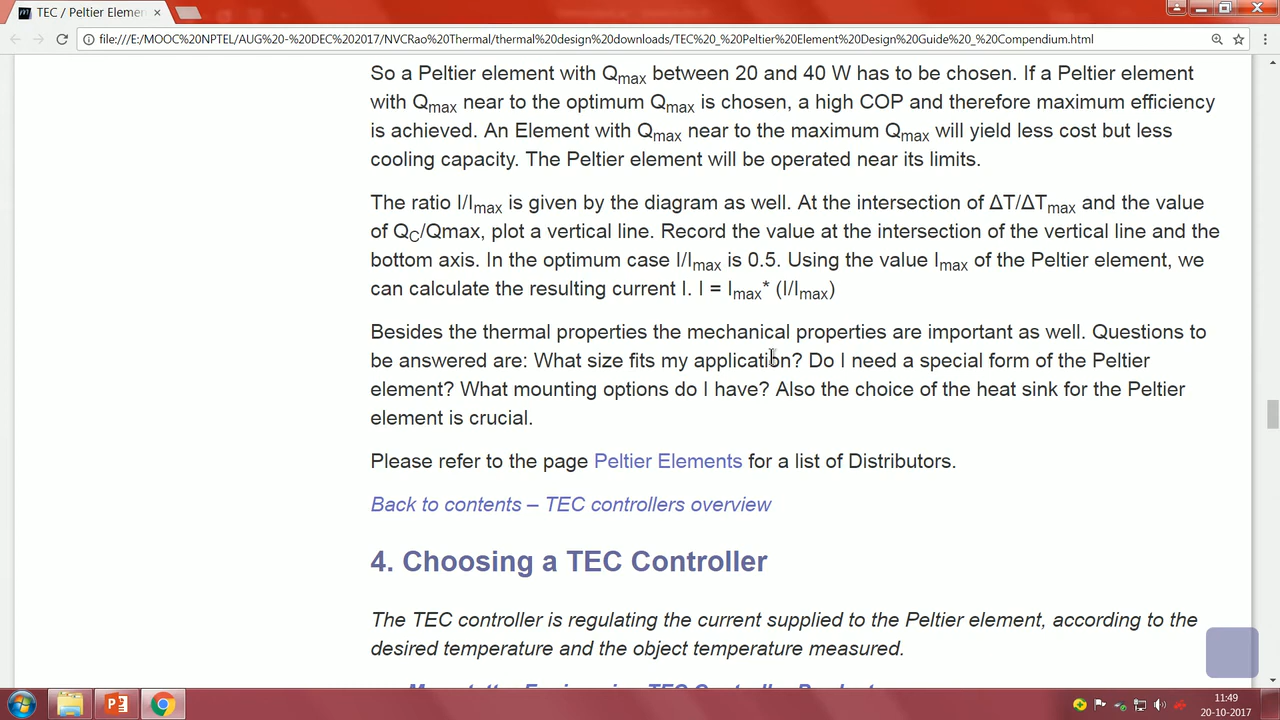 TEC / Peltier Elemen
file:///E:/MOOC%20NPTEL/AUG%20-%20DEC%202017/NVCRao%20Thermal/thermal%20design%20downloads/TEC%20_%20Peltier%20Element%20Design%20Guide%20_%20Compendium.html
So a Peltier element with Qmax between 20 and 40 W has to be chosen. If a Peltier element
with Qmax near to the optimum Qmax is chosen, a high COP and therefore maximum efficiency
is achieved. An Element with Qmax near to the maximum Qmax will yield less cost but less
cooling capacity. The Peltier element will be operated near its limits.
The ratio I/Imax is given by the diagram as well. At the intersection of ΔT/ΔTmax and the value
of QC/Qmax, plot a vertical line. Record the value at the intersection of the vertical line and the
bottom axis. In the optimum case I/Imax is 0.5. Using the value Imax of the Peltier element, we
can calculate the resulting current I. I = Imax* (I/Imax)
Besides the thermal properties the mechanical properties are important as well. Questions to
be answered are: What size fits my application? Do I need a special form of the Peltier
element? What mounting options do I have? Also the choice of the heat sink for the Peltier
element is crucial.
Please refer to the page Peltier Elements for a list of Distributors.
Back to contents – TEC controllers overview
4. Choosing a TEC Controller
The TEC controller is regulating the current supplied to the Peltier element, according to the
desired temperature and the object temperature measured.
11:49
20-10-2017